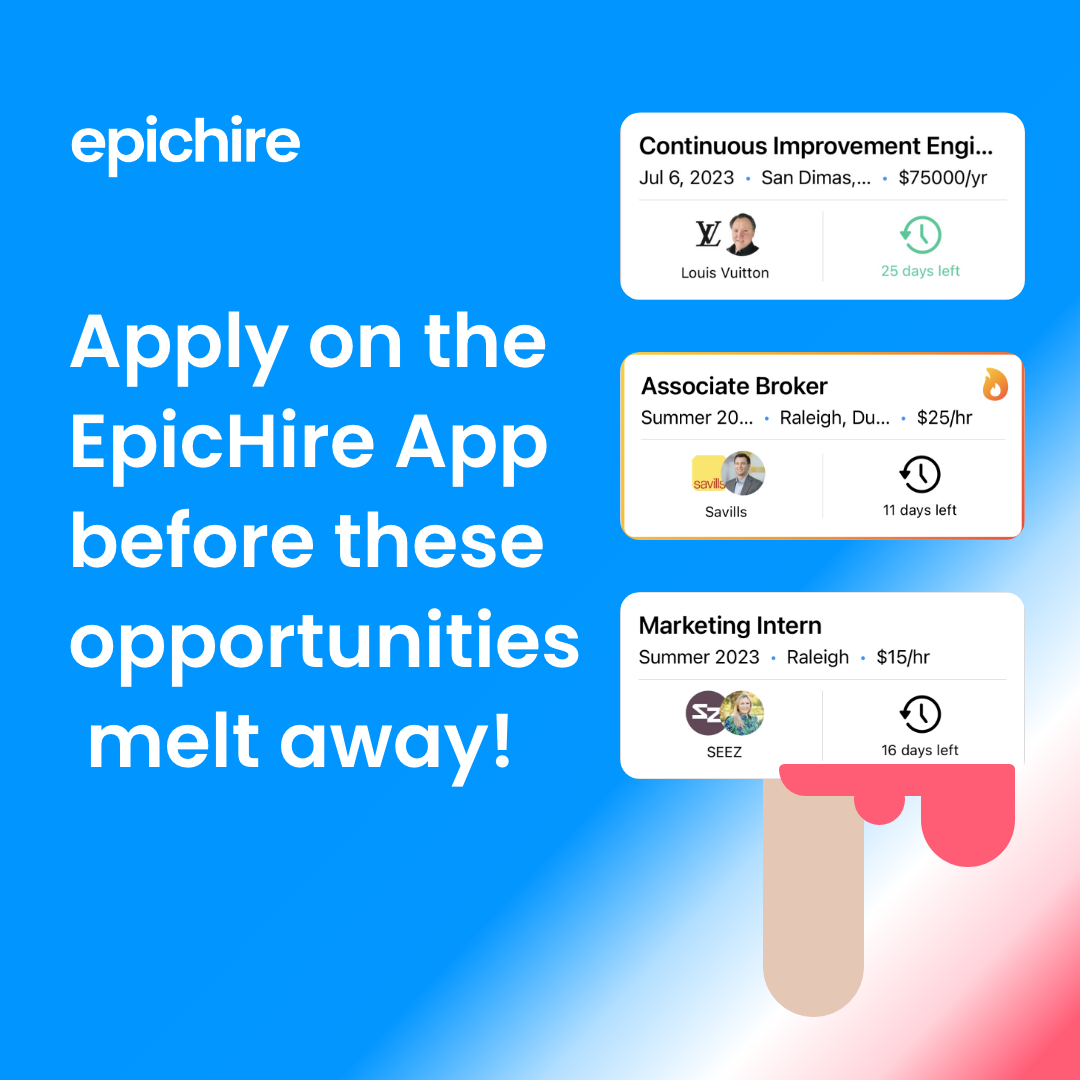 epichire
Apply on the
EpicHire App
before these
opportunities
melt away!
Continuous Improvement Engi...
Jul 6, 2023 • San Dimas,... • $75000/yr
LV
Louis Vuitton
25 days left
Associate Broker
Summer 20... • Raleigh, Du... • $25/hr
savills
Savills
11 days left
Marketing Intern
Summer 2023 • Raleigh • $15/hr
SZ
SEEZ
16 days left